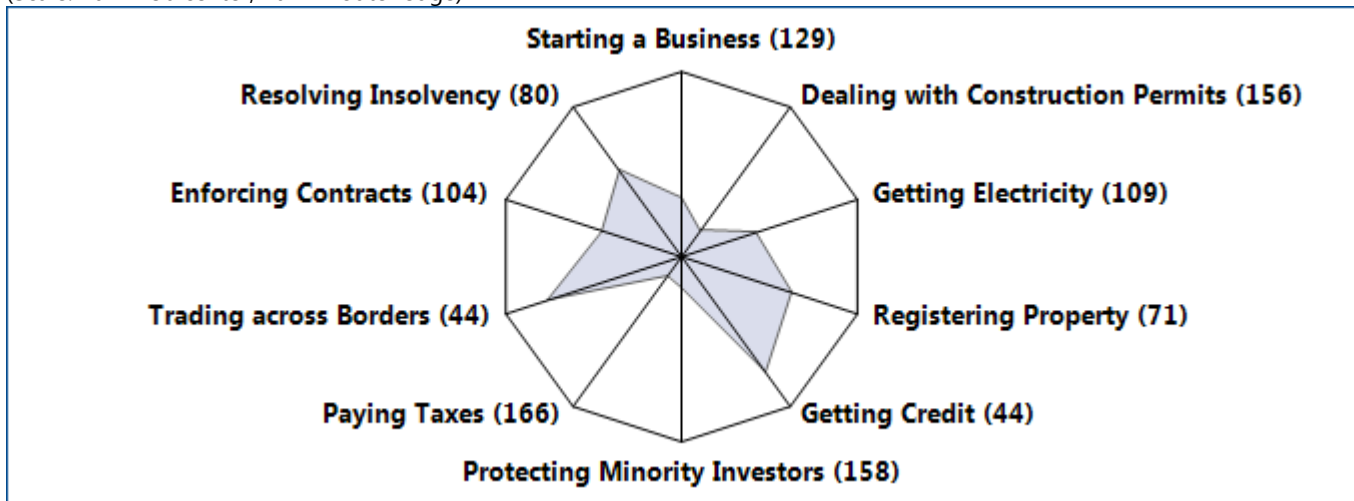 Starting a Business (129)
Resolving Insolvency (80)
Dealing with Construction Permits (156)
Enforcing Contracts (104)
Getting Electricity (109)
Trading across Borders (44)
Registering Property (71)
Paying Taxes (166)
Getting Credit (44)
Protecting Minority Investors (158)